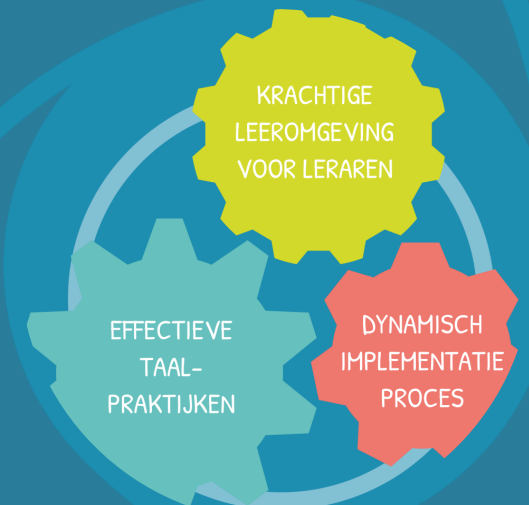 KRACHTIGE
LEEROMGEVING
VOOR LERAREN
EFFECTIEVE
TAAL-
PRAKTIJKEN
DYNAMISCH
IMPLEMENTATIE
PROCES